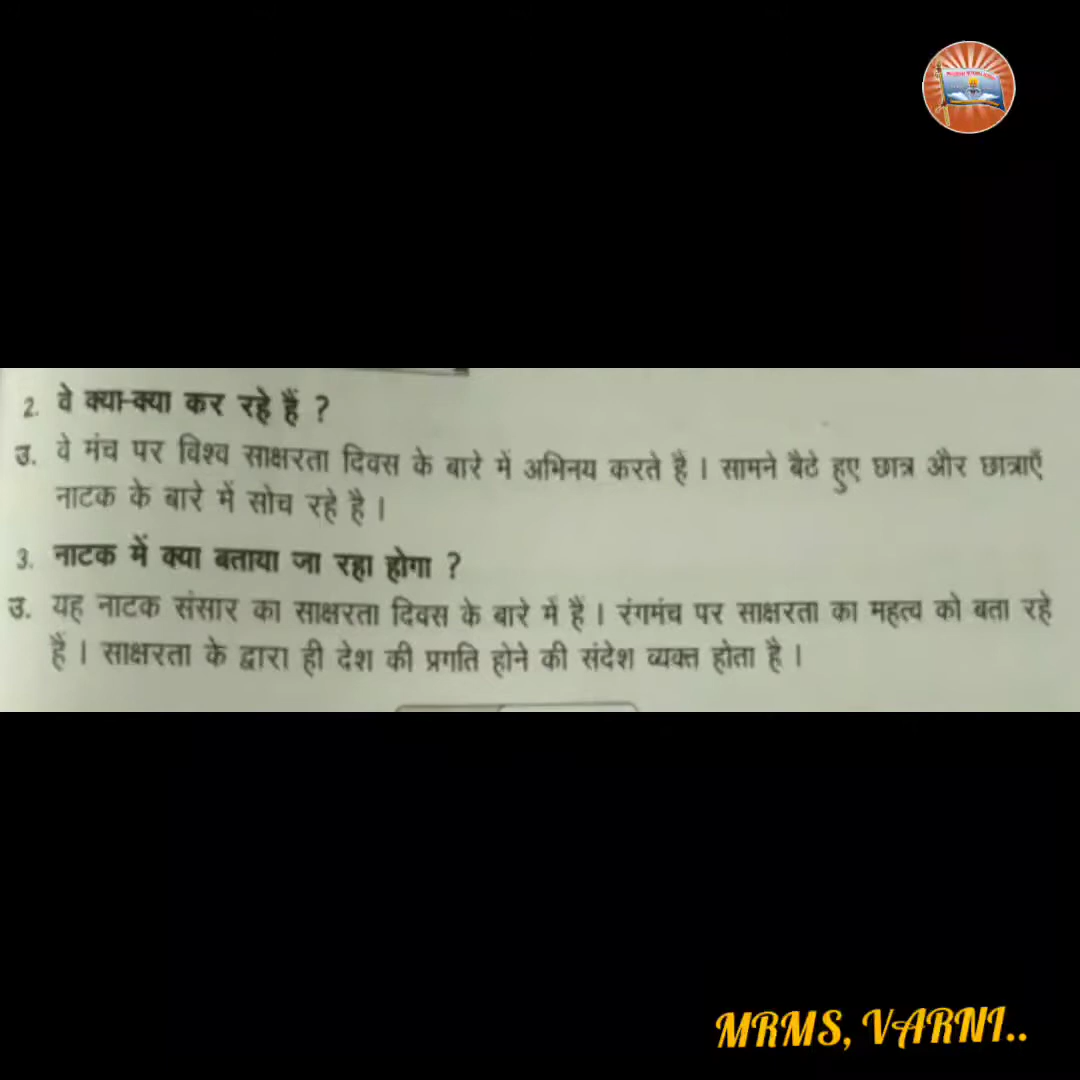 2. वे क्या-क्या कर रहे हैं ?
उ. वे मंच पर विश्व साक्षरता दिवस के बारे में अभिनय करते है । सामने बैठे हुए छात्र और छात्राएँ
नाटक के बारे में सोच रहे है ।
3. नाटक में क्या बताया जा रहा होगा ?
उ. यह नाटक संसार का साक्षरता दिवस के बारे में हैं । रंगमंच पर साक्षरता का महत्व को बता रहे
हैं । साक्षरता के द्वारा ही देश की प्रगति होने की संदेश व्यक्त होता है ।
MRMS, VARNI..